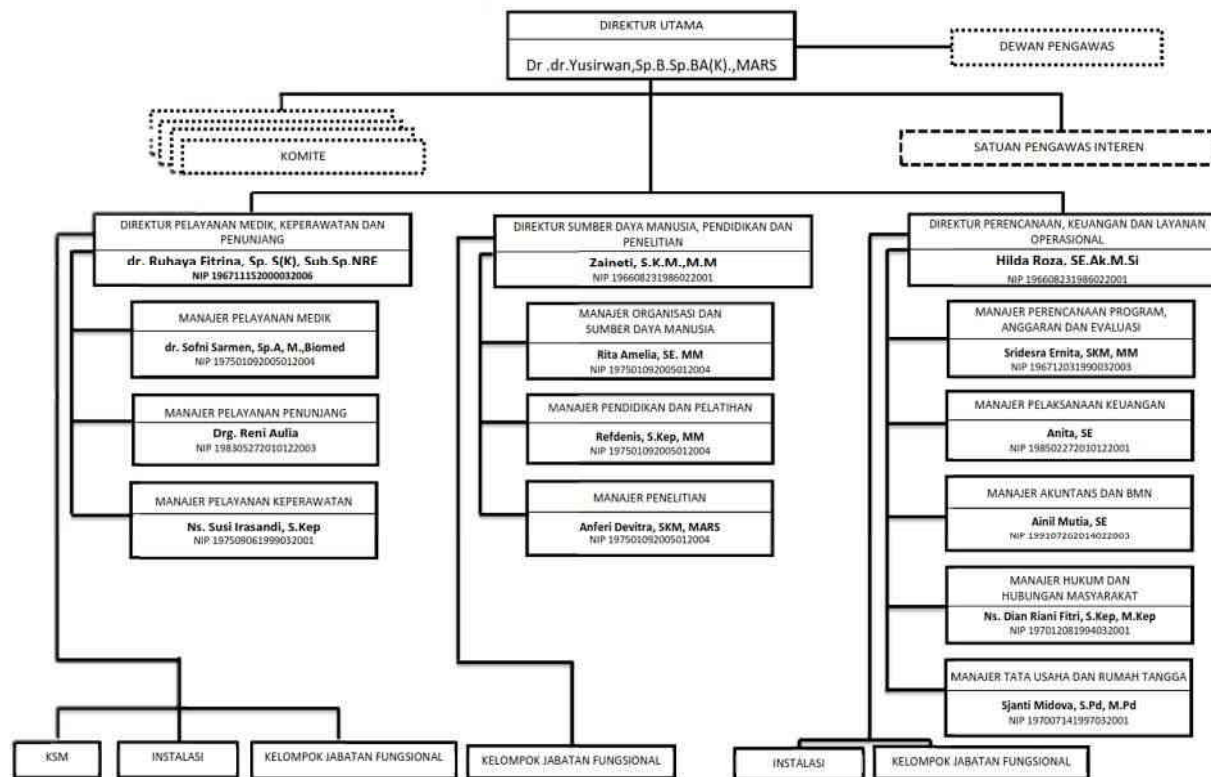 DIREKTUR UTAMA
Dr .dr.Yusirwan,Sp.B.Sp.BA(K).,MARS
DEWAN PENGAWAS
KOMITE
SATUAN PENGAWAS INTEREN
DIREKTUR PELAYANAN MEDIK, KEPERAWATAN DAN
PENUNJANG
dr. Ruhaya Fitrina, Sp. S(K), Sub.Sp.NRE
NIP 196711152000032006
MANAJER PELAYANAN MEDIK
dr. Sofni Sarmen, Sp.A, M.,Biomed
NIP 197501092005012004
MANAJER PELAYANAN PENUNJANG
Drg. Reni Aulia
NIP 198305272010122003
MANAJER PELAYANAN KEPERAWATAN
Ns. Susi Irasandi, S.Kep
NIP 197509061999032001
KSM
INSTALASI
KELOMPOK JABATAN FUNGSIONAL
DIREKTUR SUMBER DAYA MANUSIA, PENDIDIKAN DAN
PENELITIAN
Zaineti, S.K.M.,M.M
NIP 196608231986022001
MANAJER ORGANISASI DAN
SUMBER DAYA MANUSIA
Rita Amelia, SE. MM
NIP 197501092005012004
MANAJER PENDIDIKAN DAN PELATIHAN
Refdenis, S.Kep, MM
NIP 197501092005012004
MANAJER PENELITIAN
Anferi Devitra, SKM, MARS
NIP 197501092005012004
KELOMPOK JABATAN FUNGSIONAL
DIREKTUR PERENCANAAN, KEUANGAN DAN LAYANAN
OPERASIONAL
Hilda Roza, SE.Ak.M.Si
NIP 196608231986022001
MANAJER PERENCANAAN PROGRAM,
ANGGARAN DAN EVALUASI
Sridesra Ernita, SKM, MM
NIP 196712031990032003
MANAJER PELAKSANAAN KEUANGAN
Anita, SE
NIP 198502272010122001
MANAJER AKUNTANS DAN BMN
Ainil Mutia, SE
NIP 199107262014022003
MANAJER HUKUM DAN
HUBUNGAN MASYARAKAT
Ns. Dian Riani Fitri, S.Kep, M.Kep
NIP 197012081994032001
MANAJER TATA USAHA DAN RUMAH TANGGA
Sjanti Midova, S.Pd, M.Pd
NIP 197007141997032001
INSTALASI
KELOMPOK JABATAN FUNGSIONAL